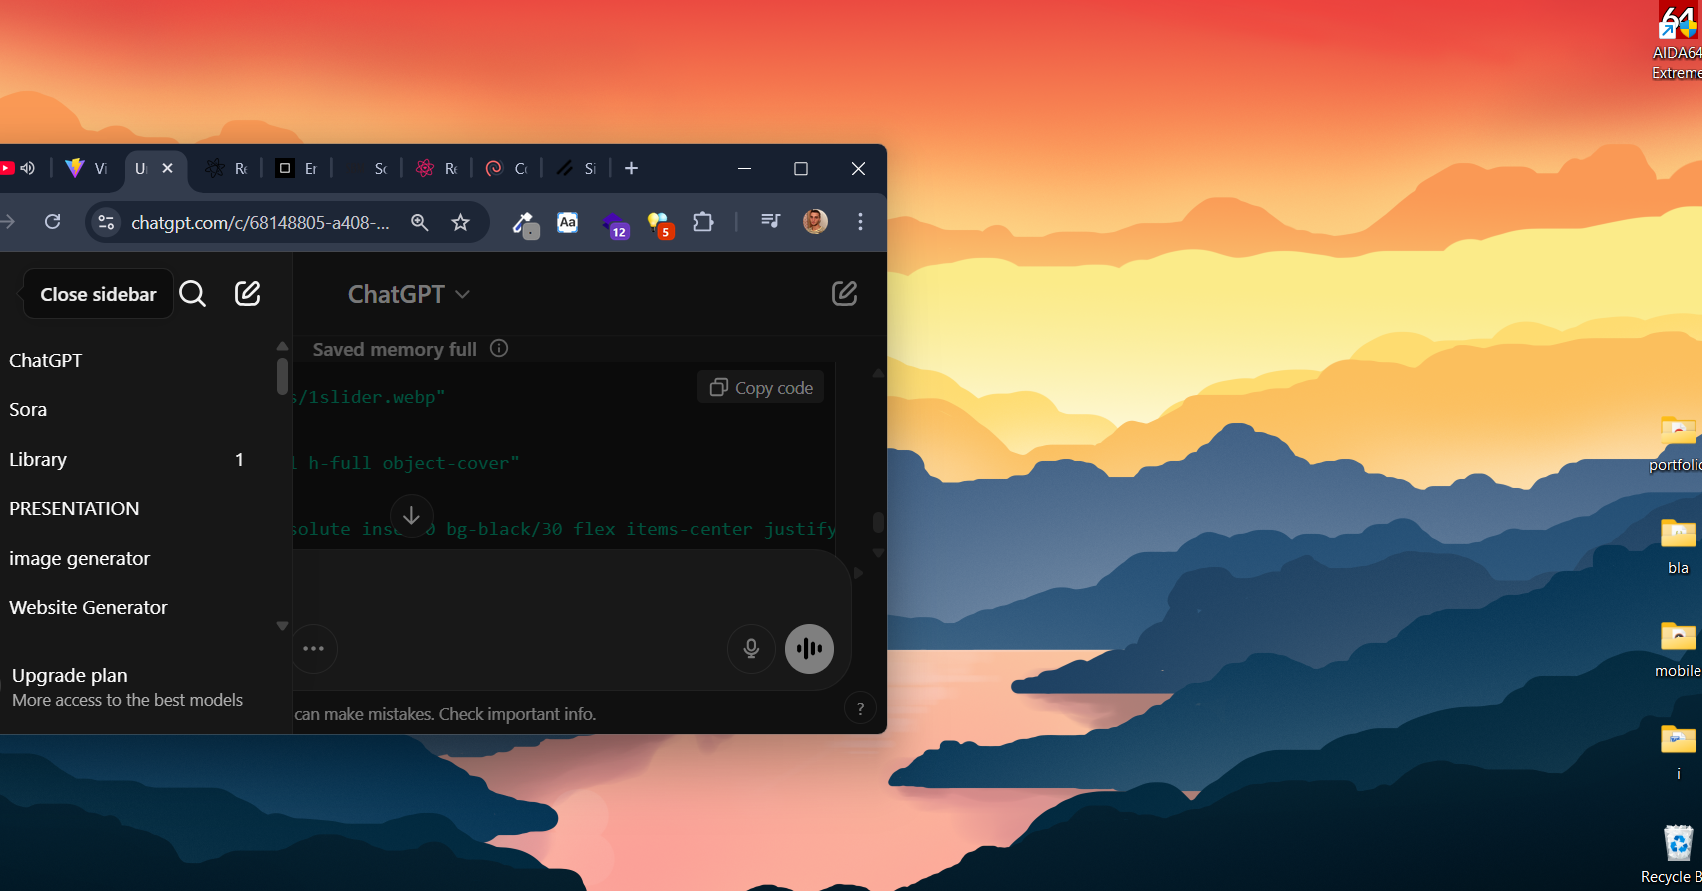 Vi
U
Re
Er
Sc
Re
Co
Si
chatgpt.com/c/68148805-a408-...
Aa
12
5
Close sidebar
ChatGPT
Saved memory full
s/1slider.webp"
Copy code
l h-full object-cover"
solute inse 0 bg-black/30 flex items-center justify
can make mistakes. Check important info.
?
ChatGPT
Sora
Library 1
PRESENTATION
image generator
Website Generator
Upgrade plan
More access to the best models
64
AIDA64
Extreme
portfolio
bla
mobile
i
Recycle B